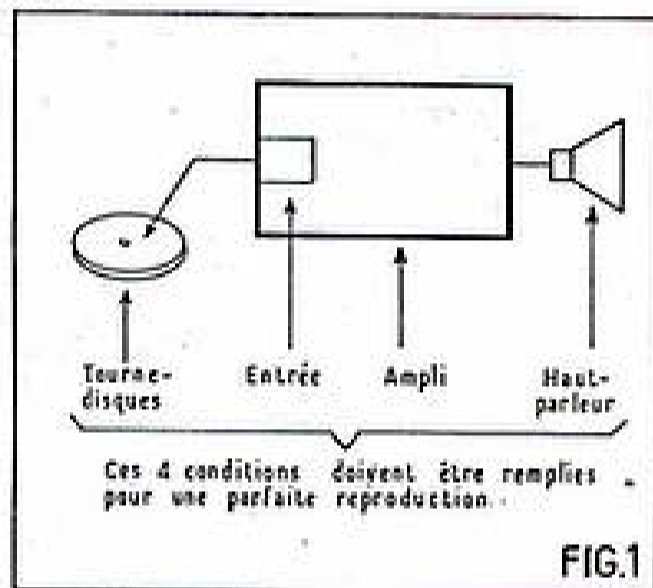 Tourne-
disques
Entrée
Ampli
Haut-
parleur
Ces 4 conditions doivent être remplies
pour une parfaite reproduction.
FIG.1